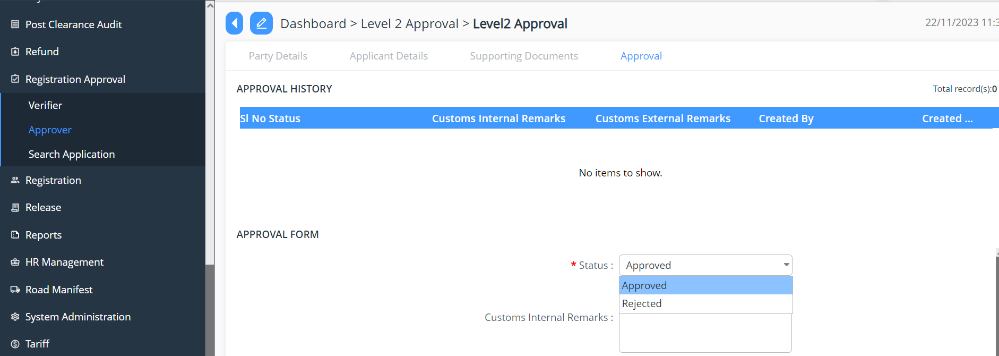 Post Clearance Audit
Refund
Registration Approval
Verifier
Approver
Search Application
Registration
Release
Reports
HR Management
Road Manifest
System Administration
Tariff
Dashboard > Level 2 Approval > Level2 Approval
22/11/2023 11:3
Party Details Applicant Details Supporting Documents Approval
APPROVAL HISTORY
Total record(s):0
Sl No Status Customs Internal Remarks Customs External Remarks Created By Created ...
No items to show.
APPROVAL FORM
* Status : Approved
Approved
Rejected
Customs Internal Remarks :